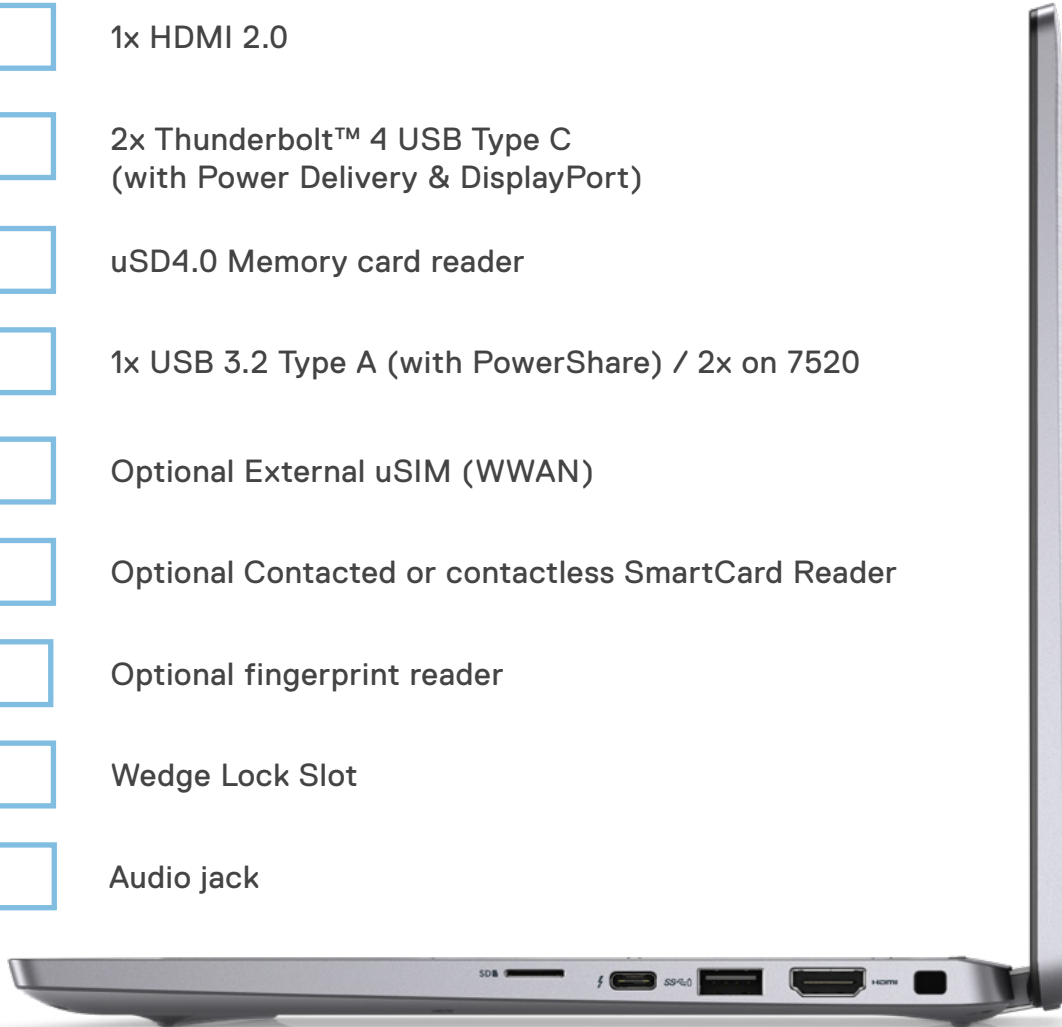 1x HDMI 2.0
2x Thunderbolt™ 4 USB Type C
(with Power Delivery & DisplayPort)
uSD4.0 Memory card reader
1x USB 3.2 Type A (with PowerShare) / 2x on 7520
Optional External uSIM (WWAN)
Optional Contacted or contactless SmartCard Reader
Optional fingerprint reader
Wedge Lock Slot
Audio jack
SD
SS
HDMI